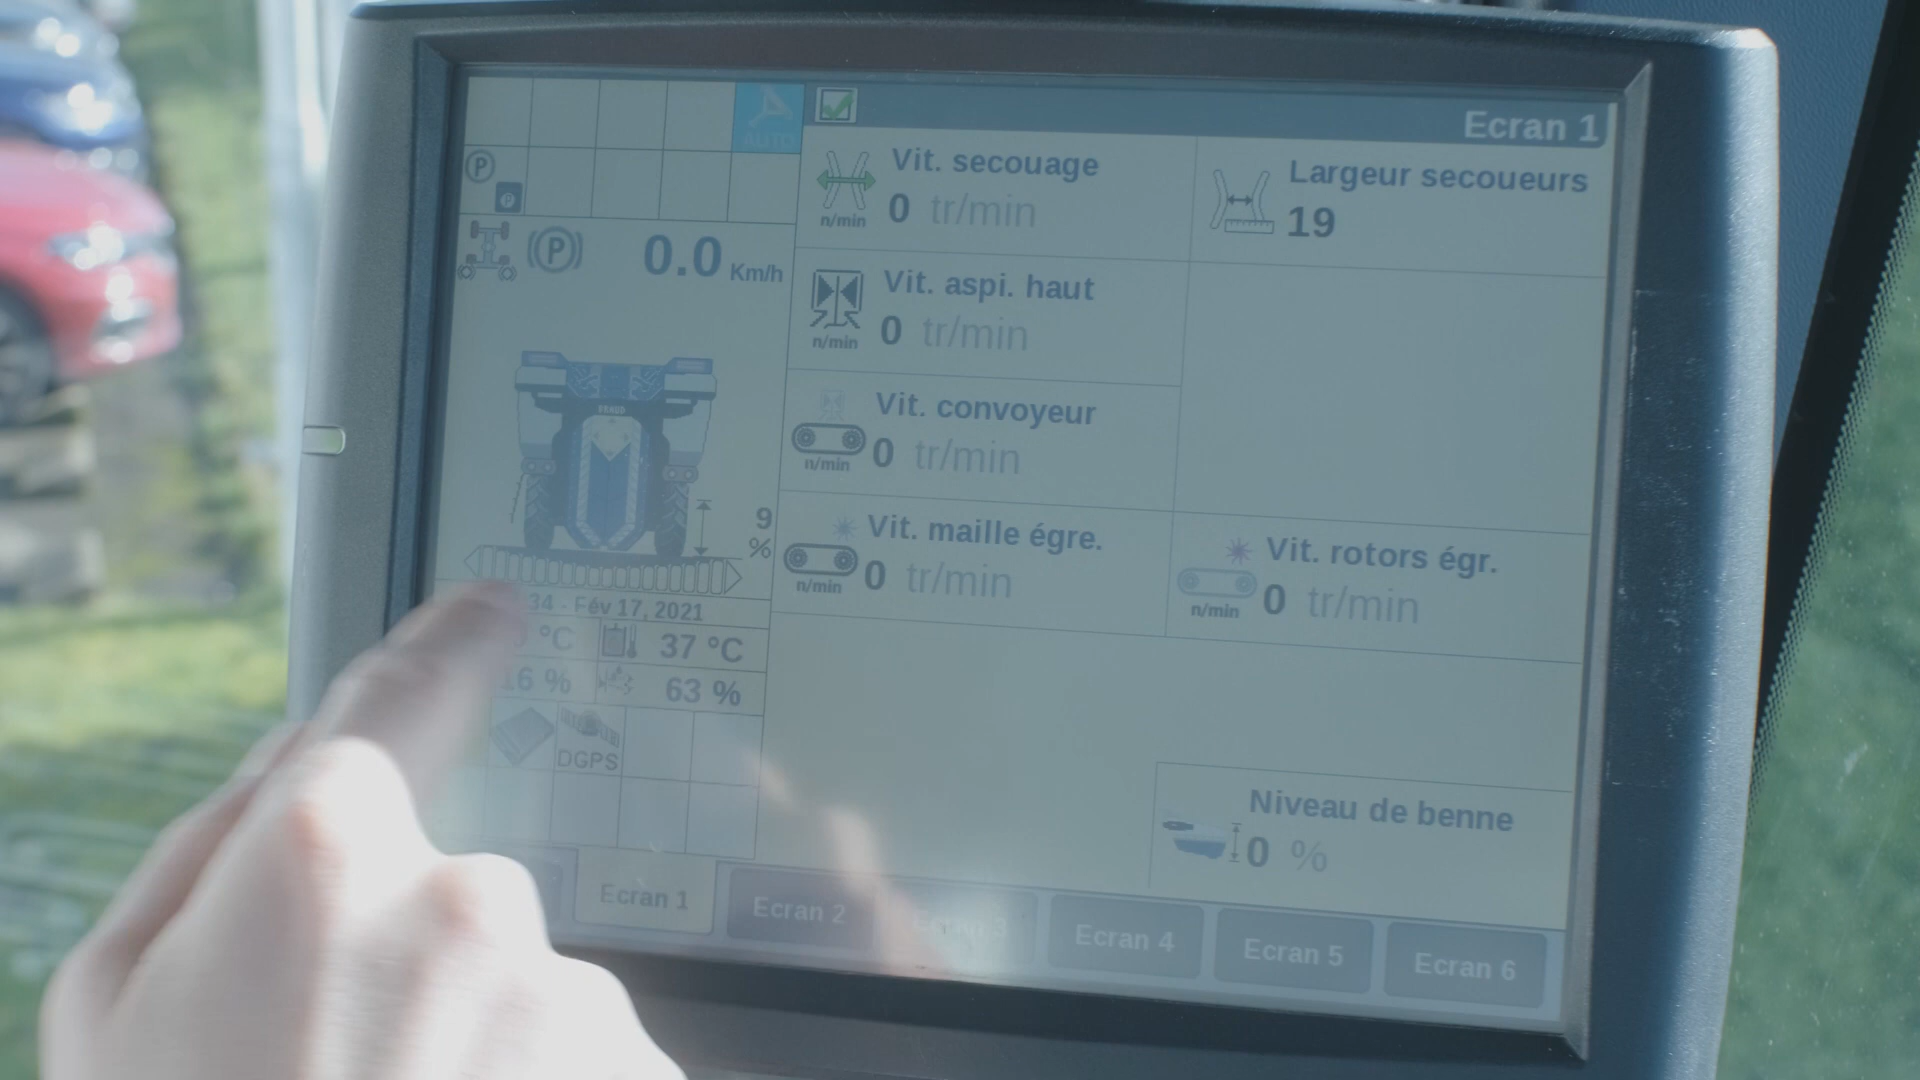 AUTO
Ecran 1
P
P
(P)
0.0 Km/h
BRAUD
9
%
34 - Fév 17, 2021
°C
37 °C
16 %
63 %
DGPS
Vit. secouage
n/min
0 tr/min
Largeur secoueurs
19
Vit. aspi. haut
n/min
0 tr/min
Vit. convoyeur
n/min
0 tr/min
Vit. maille égre.
n/min
0 tr/min
Vit. rotors égr.
n/min
0 tr/min
Niveau de benne
0 %
Ecran 1
Ecran 2
Ecran 3
Ecran 4
Ecran 5
Ecran 6